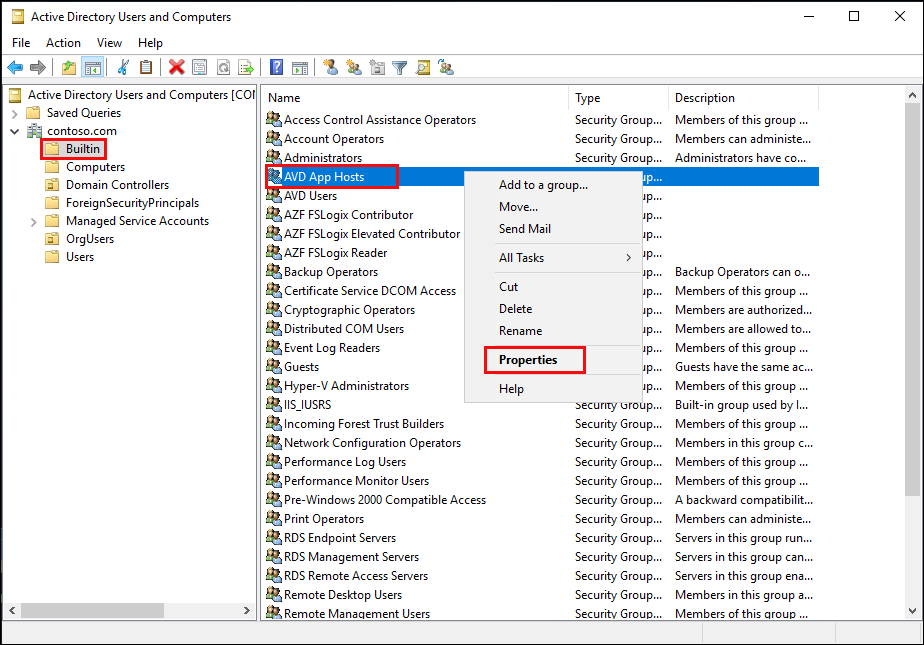 Active Directory Users and Computers
File Action View Help
Active Directory Users and Computers [CON
Saved Queries
contoso.com
Builtin
Computers
Domain Controllers
ForeignSecurityPrincipals
Managed Service Accounts
OrgUsers
Users
Name Type Description
Access Control Assistance Operators Security Group... Members of this group ...
Account Operators Security Group... Members can administe...
Administrators Security Group... Administrators have co...
AVD App Hosts up...
AVD Users up...
AZF FSLogix Contributor up...
AZF FSLogix Elevated Contributor up...
AZF FSLogix Reader up...
Backup Operators up... Backup Operators can o...
Certificate Service DCOM Access up... Members of this group ...
Cryptographic Operators up... Members are authorized...
Distributed COM Users up... Members are allowed to...
Event Log Readers up... Members of this group ...
Guests up... Guests have the same ac...
Hyper-V Administrators up... Members of this group ...
IIS_IUSRS Security Group... Built-in group used by I...
Incoming Forest Trust Builders Security Group... Members of this group ...
Network Configuration Operators Security Group... Members in this group c...
Performance Log Users Security Group... Members of this group ...
Performance Monitor Users Security Group... Members of this group ...
Pre-Windows 2000 Compatible Access Security Group... A backward compatibilit...
Print Operators Security Group... Members can administe...
RDS Endpoint Servers Security Group... Servers in this group run...
RDS Management Servers Security Group... Servers in this group can...
RDS Remote Access Servers Security Group... Servers in this group ena...
Remote Desktop Users Security Group... Members in this group a...
Remote Management Users Security Group... Members of this group ...
Add to a group...
Move...
Send Mail
All Tasks
Cut
Delete
Rename
Properties
Help